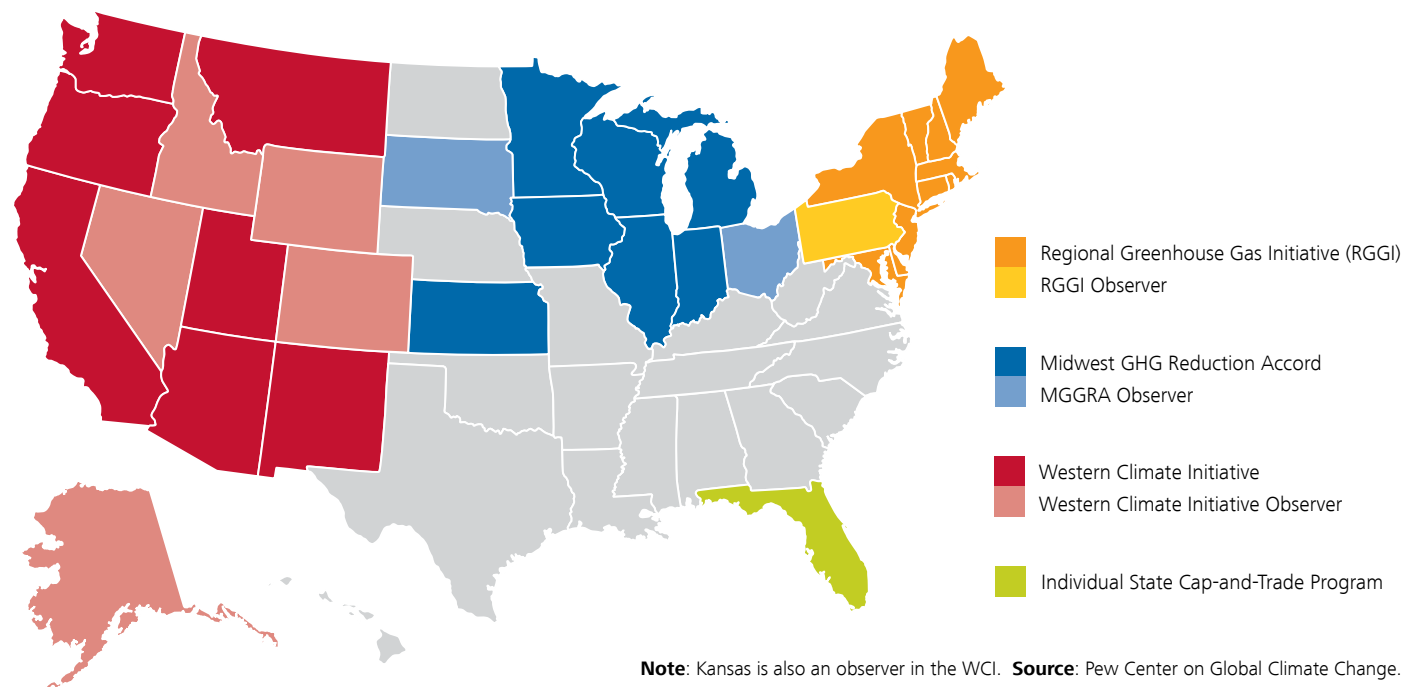 Regional Greenhouse Gas Initiative (RGGI)
RGGI Observer
Midwest GHG Reduction Accord
MGGRA Observer
Western Climate Initiative
Western Climate Initiative Observer
Individual State Cap-and-Trade Program
Note: Kansas is also an observer in the WCI. Source: Pew Center on Global Climate Change.